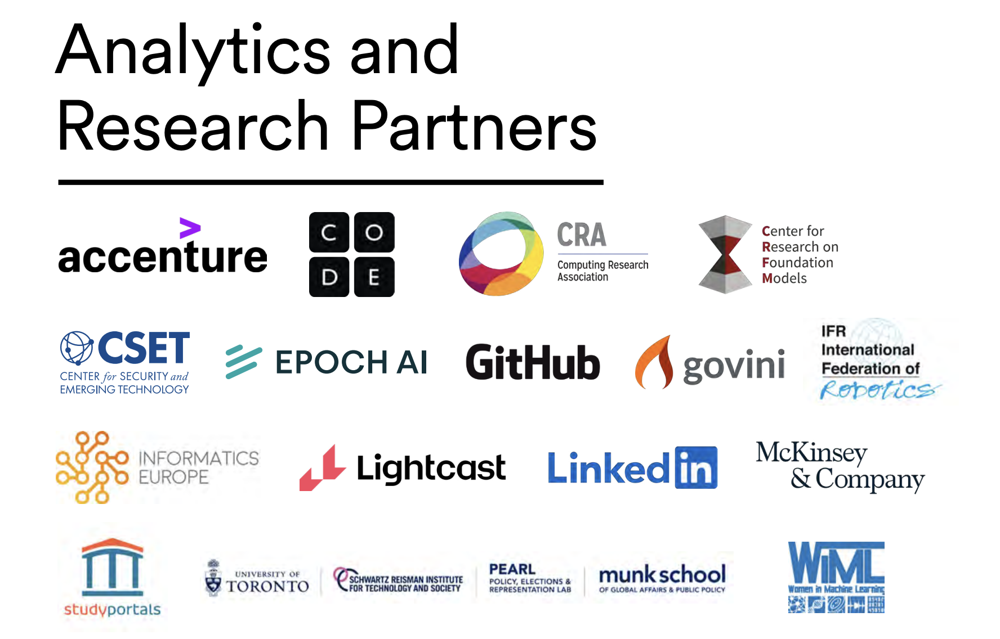 Analytics and
Research Partners
>
accenture
C O
D E
CRA
Computing Research
Association
Center for
Research on
Foundation
Models
CSET
CENTER for SECURITY and
EMERGING TECHNOLOGY
EPOCH AI
GitHub
govini
IFR
International
Federation of
Robotics
INFORMATICS
EUROPE
Lightcast
Linked in
McKinsey
& Company
studyportals
UNIVERSITY OF
TORONTO
SCHWARTZ REISMAN INSTITUTE
FOR TECHNOLOGY AND SOCIETY
PEARL
POLICY, ELECTIONS &
REPRESENTATION LAB
munk school
OF GLOBAL AFFAIRS & PUBLIC POLICY
WiML
Women in Machine Learning